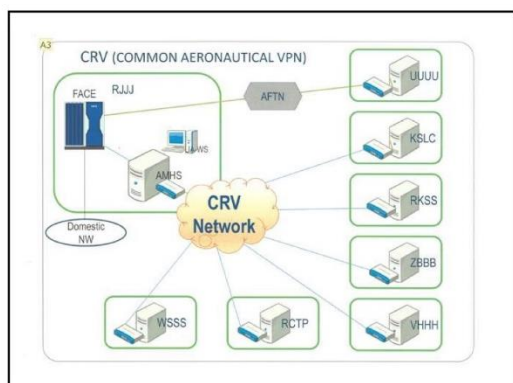 A3
CRV (COMMON AERONAUTICAL VPN)
FACE
RJJJ
AFTN
UUUU
AMHS
KSLC
CRV
Network
RKSS
Domestic
NW
ZBBB
WSSS
RCTP
VHHH